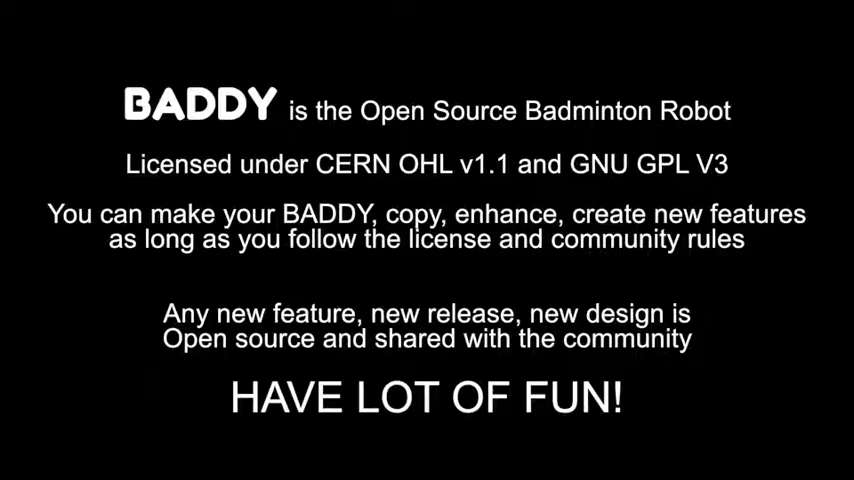 BADDY is the Open Source Badminton Robot
Licensed under CERN OHL v1.1 and GNU GPL V3
You can make your BADDY, copy, enhance, create new features
as long as you follow the license and community rules
Any new feature, new release, new design is
Open source and shared with the community
HAVE LOT OF FUN!